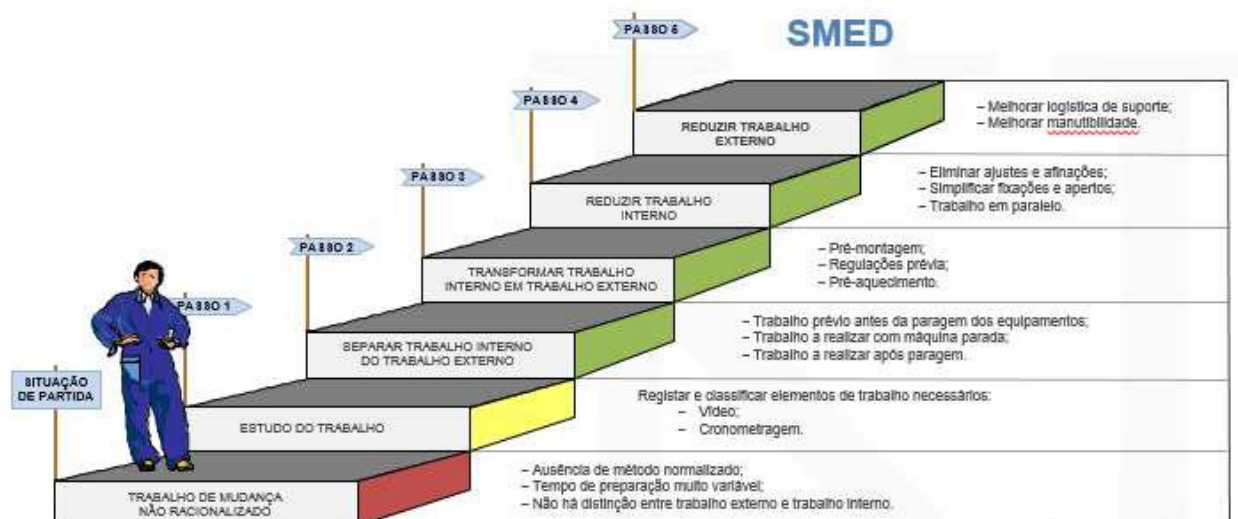 SMED
PASSO 5
REDUZIR TRABALHO
EXTERNO
– Melhorar logística de suporte;
– Melhorar manutibilidade.
PASSO 4
REDUZIR TRABALHO
INTERNO
– Eliminar ajustes e afinações;
– Simplificar fixações e apertos;
– Trabalho em paralelo.
PASSO 3
TRANSFORMAR TRABALHO
INTERNO EM TRABALHO EXTERNO
– Pré-montagem;
– Regulações prévia;
– Pré-aquecimento.
PASSO 2
SEPARAR TRABALHO INTERNO
DO TRABALHO EXTERNO
– Trabalho prévio antes da paragem dos equipamentos;
– Trabalho a realizar com máquina parada;
– Trabalho a realizar após paragem.
PASSO 1
ESTUDO DO TRABALHO
Registar e classificar elementos de trabalho necessários:
– Vídeo;
– Cronometragem.
SITUAÇÃO
DE PARTIDA
TRABALHO DE MUDANÇA
NÃO RACIONALIZADO
– Ausência de método normalizado;
– Tempo de preparação muito variável;
– Não há distinção entre trabalho externo e trabalho interno.